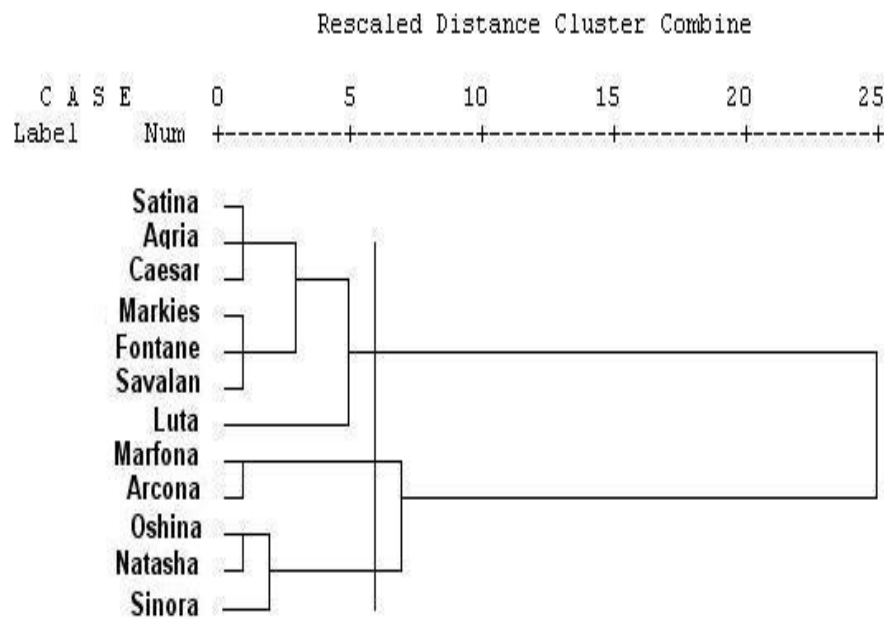 Rescaled Distance Cluster Combine
C A S E 0 5 10 15 20 25
Label Num +---------+---------+---------+---------+---------+
Satina
Agria
Caesar
Markies
Fontane
Savalan
Luta
Marfona
Arcona
Oshina
Natasha
Sinora